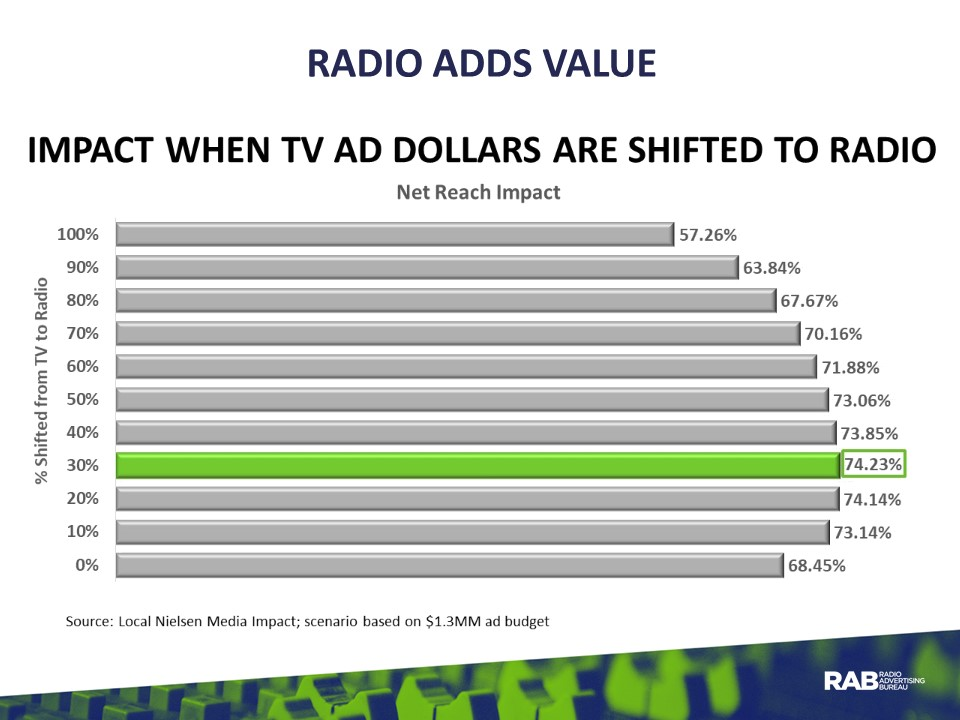 RADIO ADDS VALUE
IMPACT WHEN TV AD DOLLARS ARE SHIFTED TO RADIO
Net Reach Impact
% Shifted from TV to Radio
100% 57.26%
90% 63.84%
80% 67.67%
70% 70.16%
60% 71.88%
50% 73.06%
40% 73.85%
30% 74.23%
20% 74.14%
10% 73.14%
0% 68.45%
Source: Local Nielsen Media Impact; scenario based on $1.3MM ad budget
RAB RADIO
ADVERTISING
BUREAU